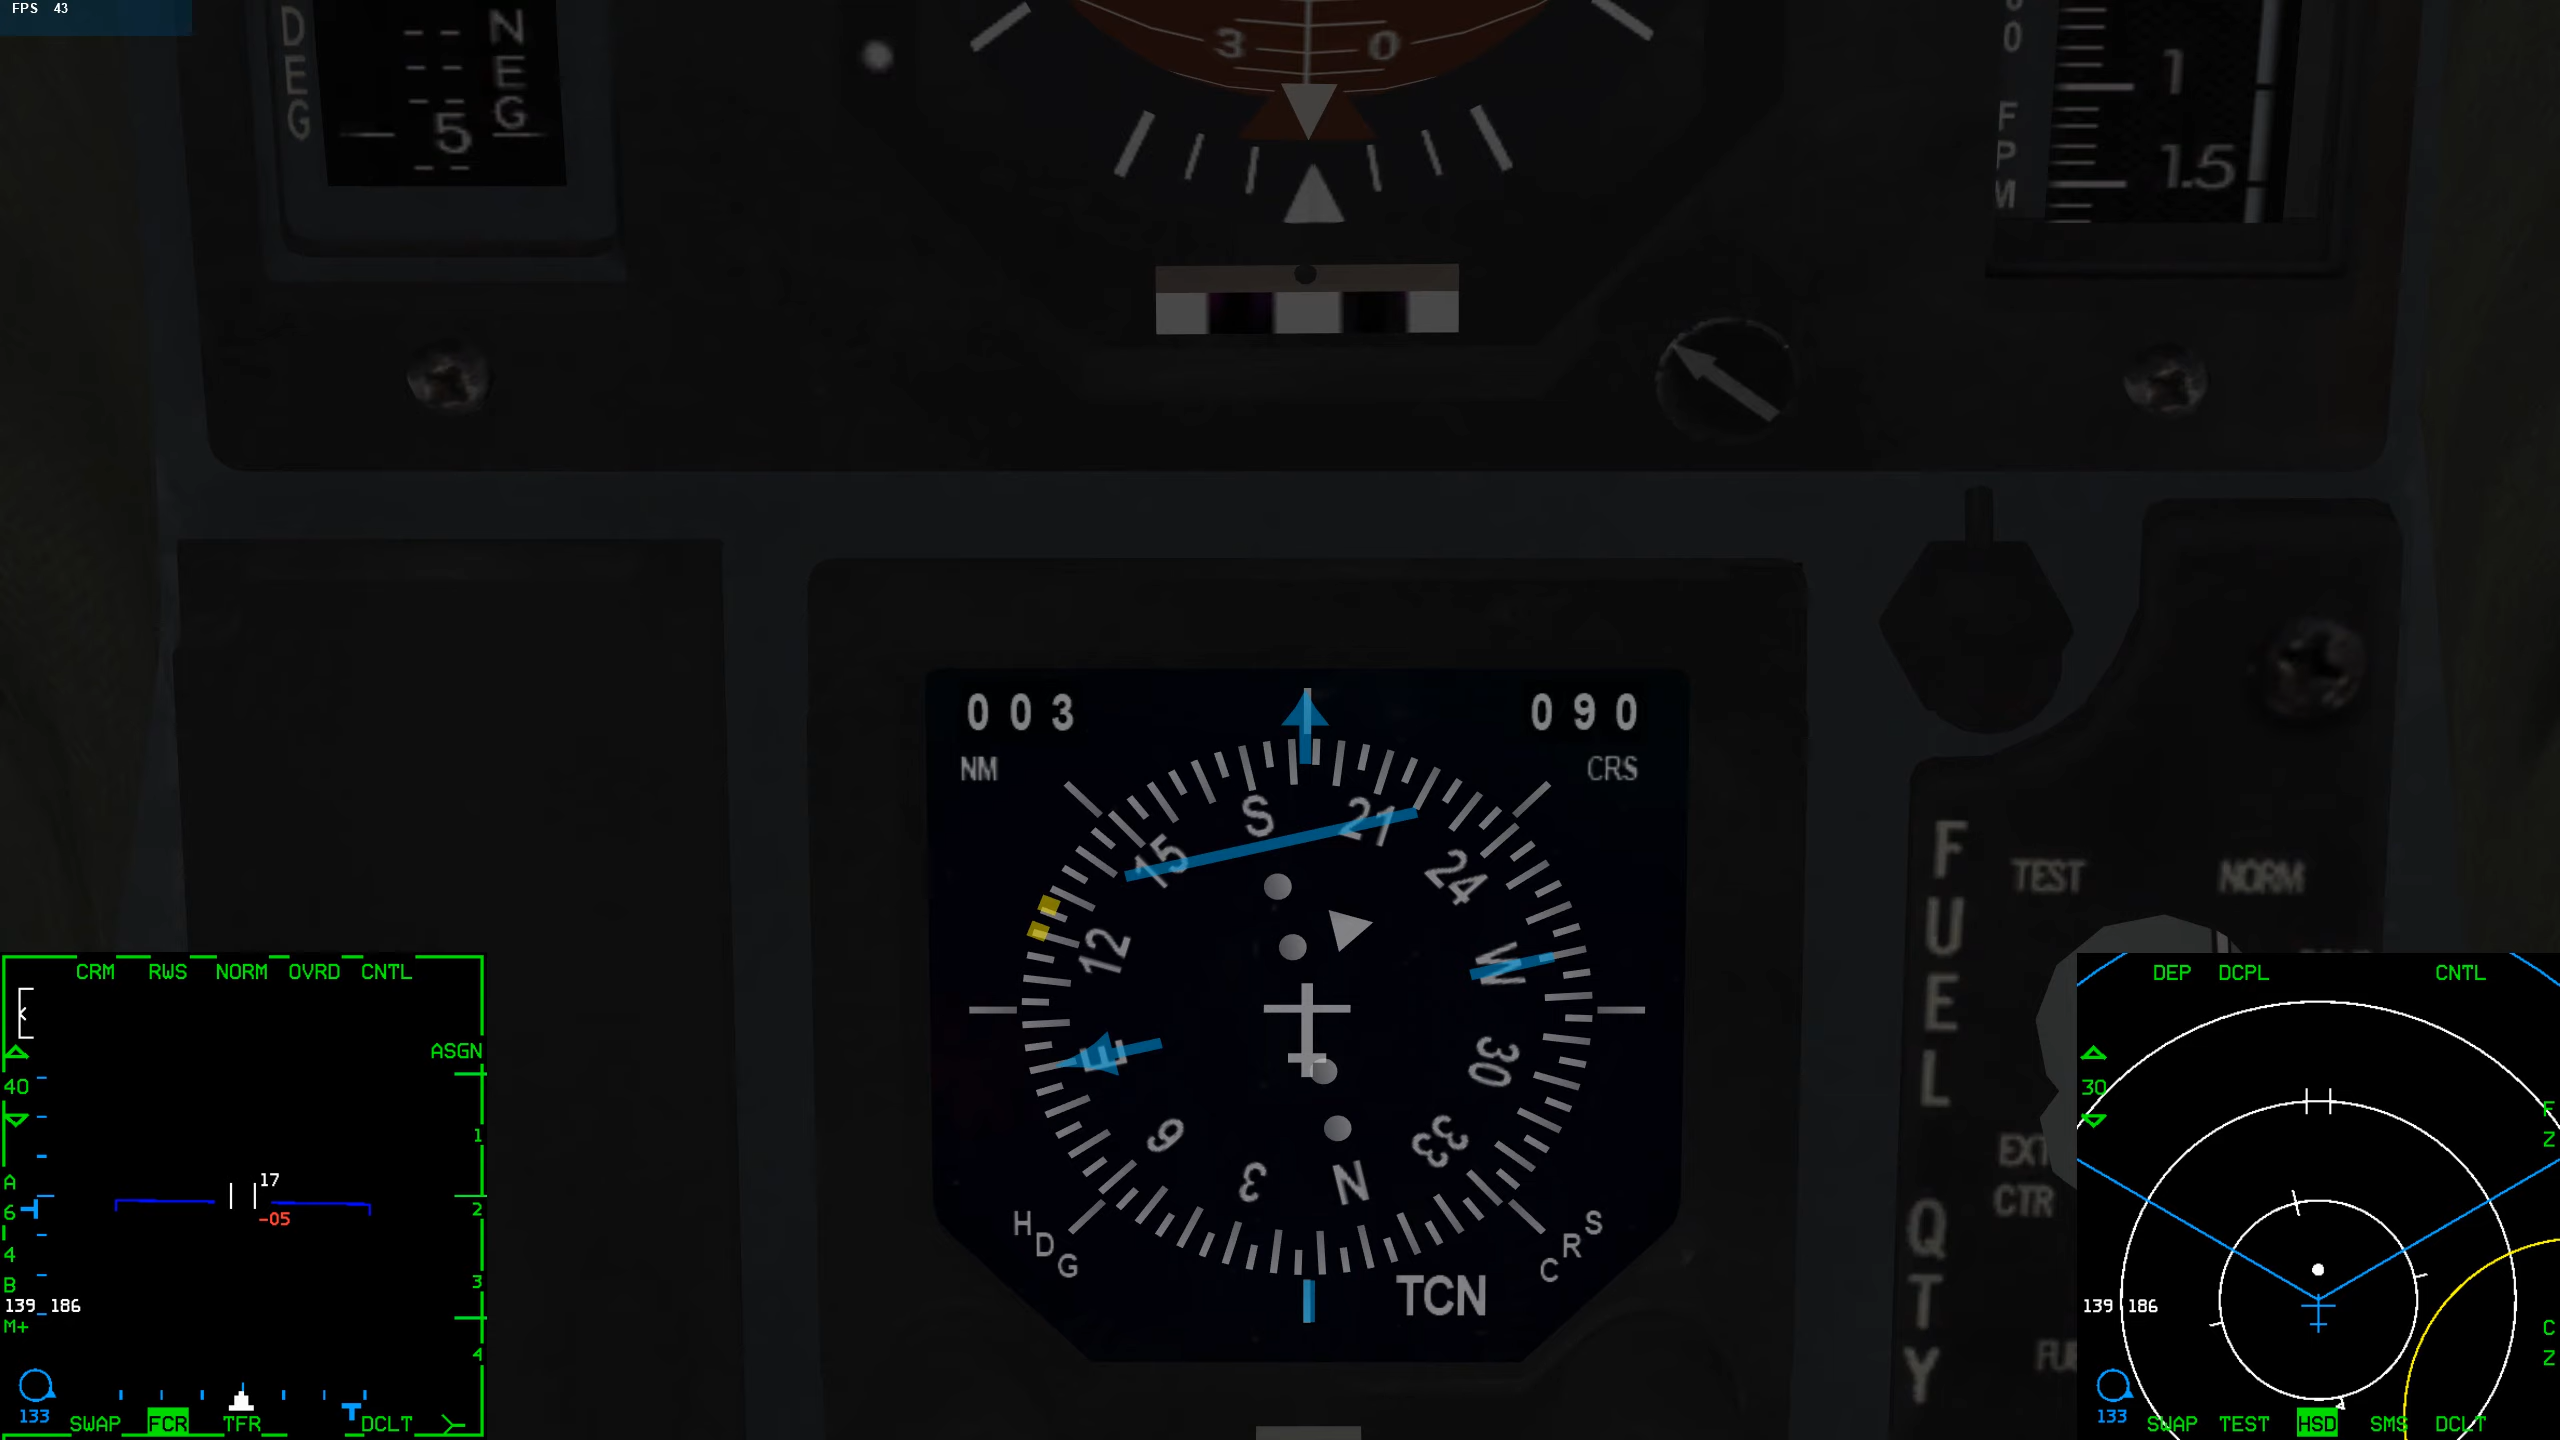 FPS 43
DEG
NEG
5
3 0
1
1.5
FPM
003
NM
090
CRS
S
21
24
W
30
33
N
3
6
E
12
15
HDG
CRS
TCN
FUEL QTY
TEST
NORM
EXT
CTR
CRM RWS NORM OVRD CNTL
ASGN
40
1
17
A
-05
6
2
4
B
3
139 186
M+
4
133
SWAP FCR TFR DCLT
DEP DCPL CNTL
30
F
Z
139 186
C
Z
133
SWAP TEST HSD SMS DCLT